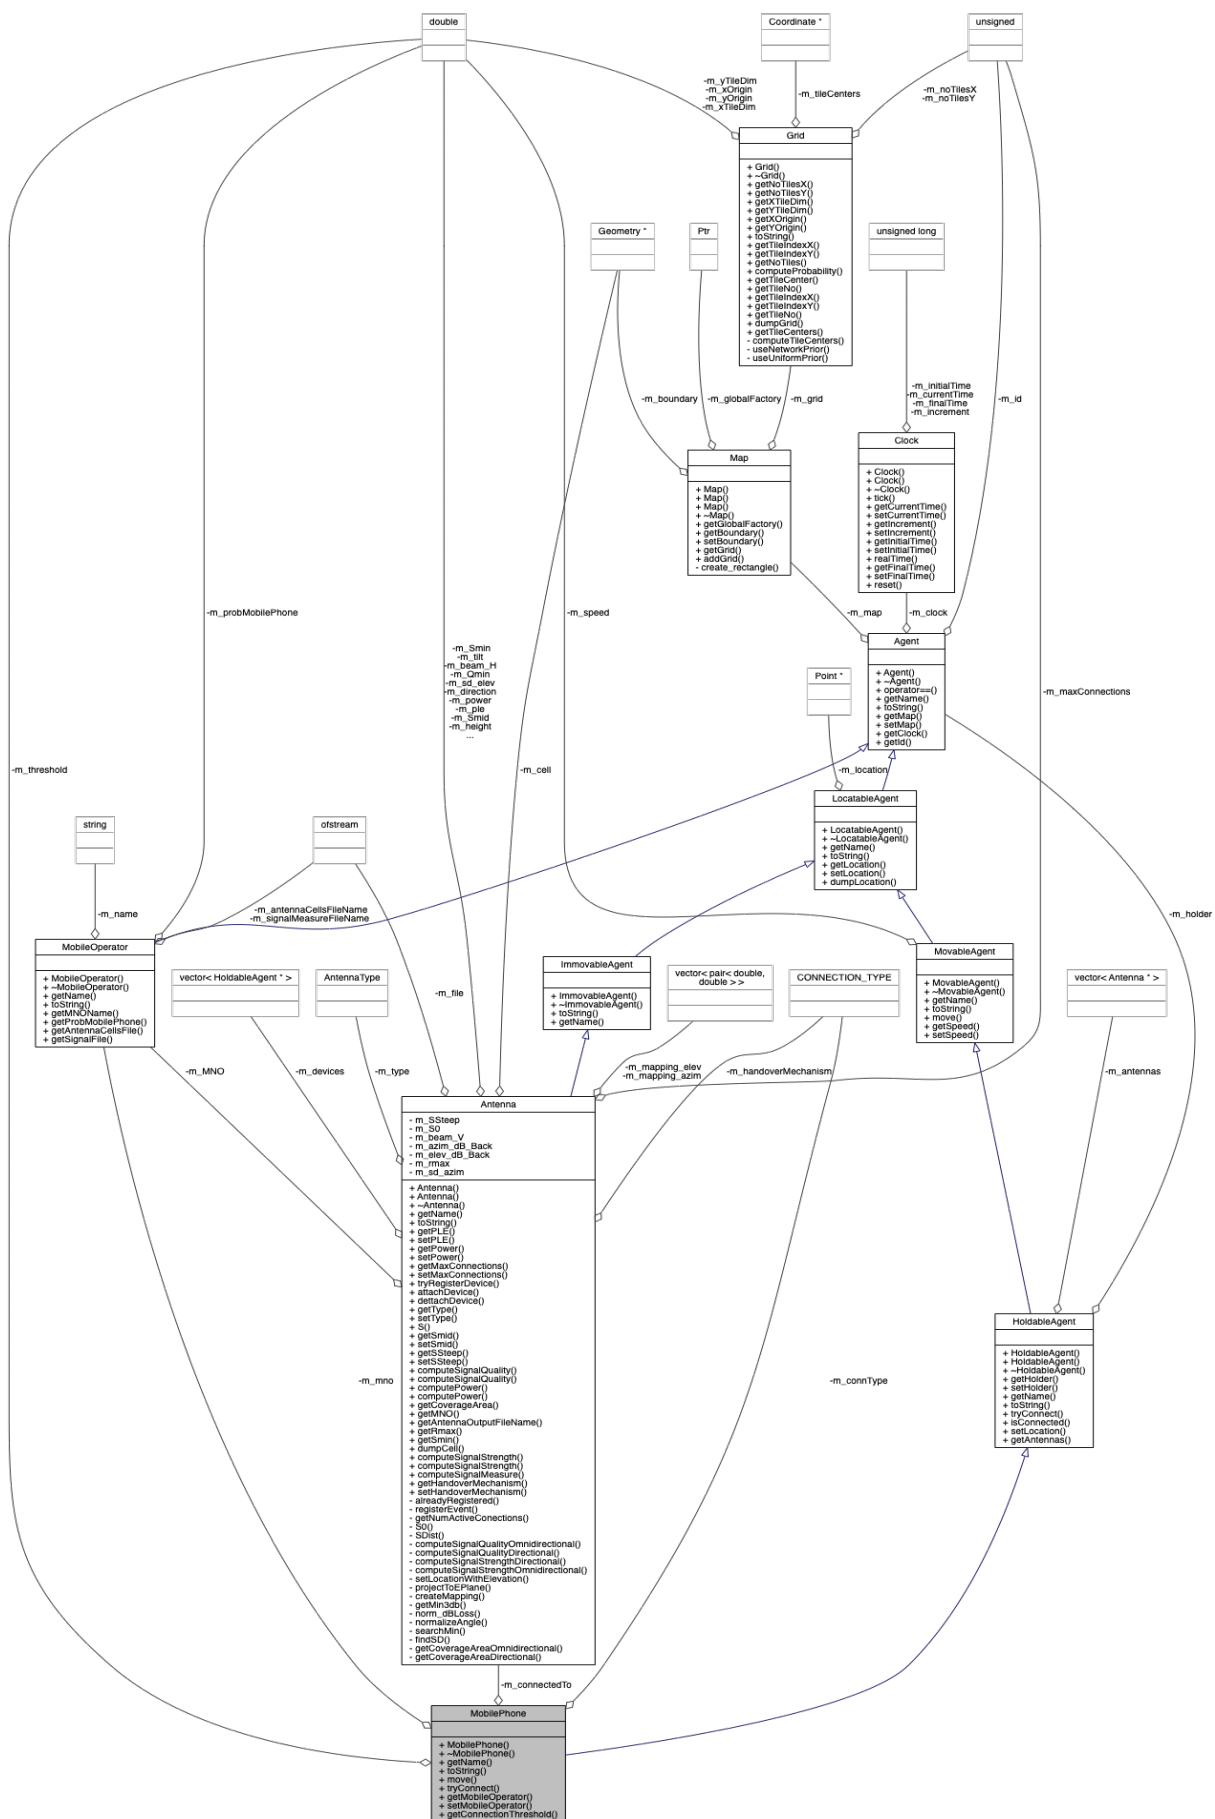 double
Coordinate *
unsigned
-m_yTileDim
-m_xOrigin
-m_yOrigin
-m_xTileDim
-m_tileCenters
-m_noTilesX
-m_noTilesY
Grid
+ Grid()
+ ~Grid()
+ getNoTilesX()
+ getNoTilesY()
+ getXTileDim()
+ getYTileDim()
+ getXOrigin()
+ getYOrigin()
+ toString()
+ getTileIndexX()
+ getTileIndexY()
+ getNoTiles()
+ computeProbability()
+ getTileCenter()
+ getTileNo()
+ getTileIndexX()
+ getTileIndexY()
+ getTileNo()
+ dumpGrid()
+ getTileCenters()
- computeTileCenters()
- useNetworkPrior()
- useUniformPrior()
Geometry *
Ptr
unsigned long
-m_boundary
-m_globalFactory
-m_grid
-m_initialTime
-m_currentTime
-m_finalTime
-m_increment
-m_id
Map
+ Map()
+ Map()
+ Map()
+ ~Map()
+ getGlobalFactory()
+ getBoundary()
+ setBoundary()
+ getGrid()
+ addGrid()
- create_rectangle()
Clock
+ Clock()
+ Clock()
+ ~Clock()
+ tick()
+ getCurrentTime()
+ setCurrentTime()
+ getIncrement()
+ setIncrement()
+ getInitialTime()
+ setInitialTime()
+ realTime()
+ getFinalTime()
+ setFinalTime()
+ reset()
-m_probMobilePhone
-m_speed
-m_map
-m_clock
-m_Smin
-m_tilt
-m_beam_H
-m_Qmin
-m_sd_elev
-m_direction
-m_power
-m_ple
-m_Smid
-m_height
...
Agent
+ Agent()
+ ~Agent()
+ operator==()
+ getName()
+ toString()
+ getMap()
+ setMap()
+ getClock()
+ getId()
Point *
-m_maxConnections
-m_threshold
-m_cell
-m_location
LocatableAgent
+ LocatableAgent()
+ ~LocatableAgent()
+ getName()
+ toString()
+ getLocation()
+ setLocation()
+ dumpLocation()
string
ofstream
-m_name
-m_antennaCellsFileName
-m_signalMeasureFileName
-m_holder
MobileOperator
+ MobileOperator()
+ ~MobileOperator()
+ getName()
+ toString()
+ getMNOName()
+ getProbMobilePhone()
+ getAntennaCellsFile()
+ getSignalFile()
vector< HoldableAgent * >
AntennaType
-m_file
ImmovableAgent
+ ImmovableAgent()
+ ~ImmovableAgent()
+ toString()
+ getName()
vector< pair< double,
double > >
CONNECTION_TYPE
MovableAgent
+ MovableAgent()
+ ~MovableAgent()
+ getName()
+ toString()
+ move()
+ getSpeed()
+ setSpeed()
vector< Antenna * >
-m_MNO
-m_devices
-m_type
-m_mapping_elev
-m_mapping_azim
-m_handoverMechanism
-m_antennas
Antenna
- m_SSteep
- m_S0
- m_beam_V
- m_azim_dB_Back
- m_elev_dB_Back
- m_rmax
- m_sd_azim
+ Antenna()
+ Antenna()
+ ~Antenna()
+ getName()
+ toString()
+ getPLE()
+ setPLE()
+ getPower()
+ setPower()
+ getMaxConnections()
+ setMaxConnections()
+ tryRegisterDevice()
+ attachDevice()
+ dettachDevice()
+ getType()
+ setType()
+ S()
+ getSmid()
+ setSmid()
+ getSSteep()
+ setSSteep()
+ computeSignalQuality()
+ computeSignalQuality()
+ computePower()
+ computePower()
+ getCoverageArea()
+ getMNO()
+ getAntennaOutputFileName()
+ getRmax()
+ getSmin()
+ dumpCell()
+ computeSignalStrength()
+ computeSignalStrength()
+ computeSignalMeasure()
+ getHandoverMechanism()
+ setHandoverMechanism()
- alreadyRegistered()
- registerEvent()
- getNumActiveConections()
- S0()
- SDist()
- computeSignalQualityOmnidirectional()
- computeSignalQualityDirectional()
- computeSignalStrengthDirectional()
- computeSignalStrengthOmnidirectional()
- setLocationWithElevation()
- projectToEPlane()
- createMapping()
- getMin3db()
- norm_dBLoss()
- normalizeAngle()
- searchMin()
- findSD()
- getCoverageAreaOmnidirectional()
- getCoverageAreaDirectional()
HoldableAgent
+ HoldableAgent()
+ HoldableAgent()
+ ~HoldableAgent()
+ getHolder()
+ setHolder()
+ getName()
+ toString()
+ tryConnect()
+ isConnected()
+ setLocation()
+ getAntennas()
-m_mno
-m_connType
-m_connectedTo
MobilePhone
+ MobilePhone()
+ ~MobilePhone()
+ getName()
+ toString()
+ move()
+ tryConnect()
+ getMobileOperator()
+ setMobileOperator()
+ getConnectionThreshold()